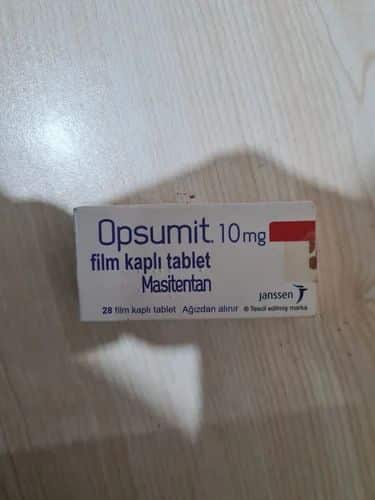 Opsumit. 10 mg
film kaplı tablet
Masitentan
janssen
28 film kaplı tablet Ağızdan alınır ® Tescil edilmiş marka